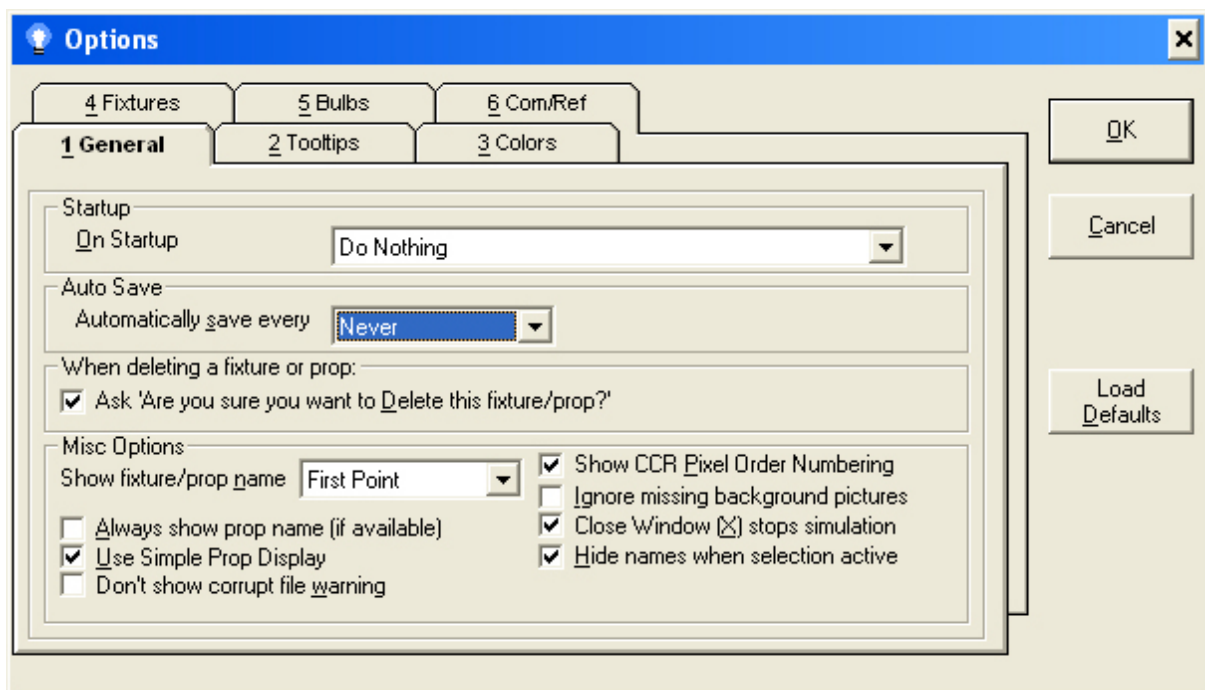 Options
4 Fixtures
5 Bulbs
6 Com/Ref
1 General
2 Tooltips
3 Colors
OK
Cancel
Load
Defaults
Startup
On Startup
Do Nothing
Auto Save
Automatically save every
Never
When deleting a fixture or prop:
Ask 'Are you sure you want to Delete this fixture/prop?'
Misc Options
Show fixture/prop name
First Point
Always show prop name (if available)
Use Simple Prop Display
Don't show corrupt file warning
Show CCR Pixel Order Numbering
Ignore missing background pictures
Close Window (X) stops simulation
Hide names when selection active